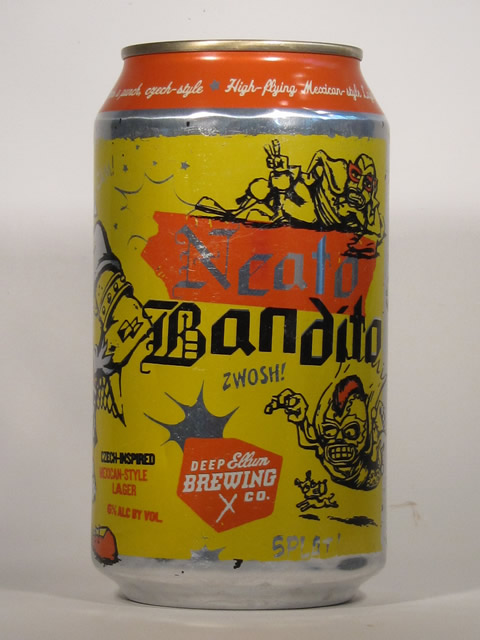 punch, czech-style ★ High-flying Mexican-style
Neato
Bandito
ZWOSH!
DEEP Ellum
BREWING
CO.
CZECH-INSPIRED
MEXICAN-STYLE
LAGER
6% ALC BY VOL.
SPLAT!